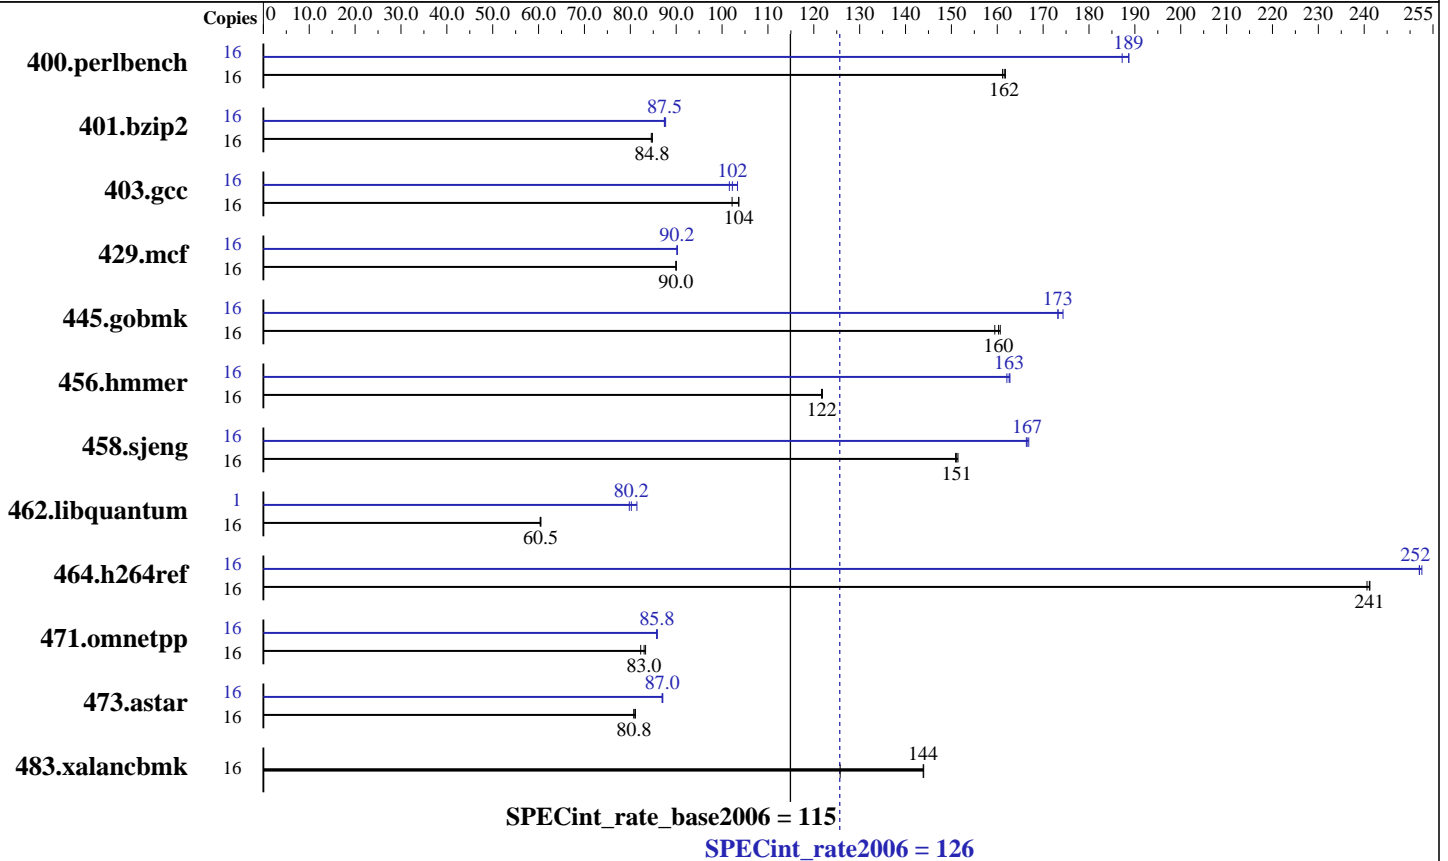 Copies 0 10.0 20.0 30.0 40.0 50.0 60.0 70.0 80.0 90.0 100 110 120 130 140 150 160 170 180 190 200 210 220 230 240 255
400.perlbench 16 189
16 162
401.bzip2 16 87.5
16 84.8
403.gcc 16 102
16 104
429.mcf 16 90.2
16 90.0
445.gobmk 16 173
16 160
456.hmmer 16 163
16 122
458.sjeng 16 167
16 151
462.libquantum 1 80.2
16 60.5
464.h264ref 16 252
16 241
471.omnetpp 16 85.8
16 83.0
473.astar 16 87.0
16 80.8
483.xalancbmk 16 144
SPECint_rate_base2006 = 115
SPECint_rate2006 = 126